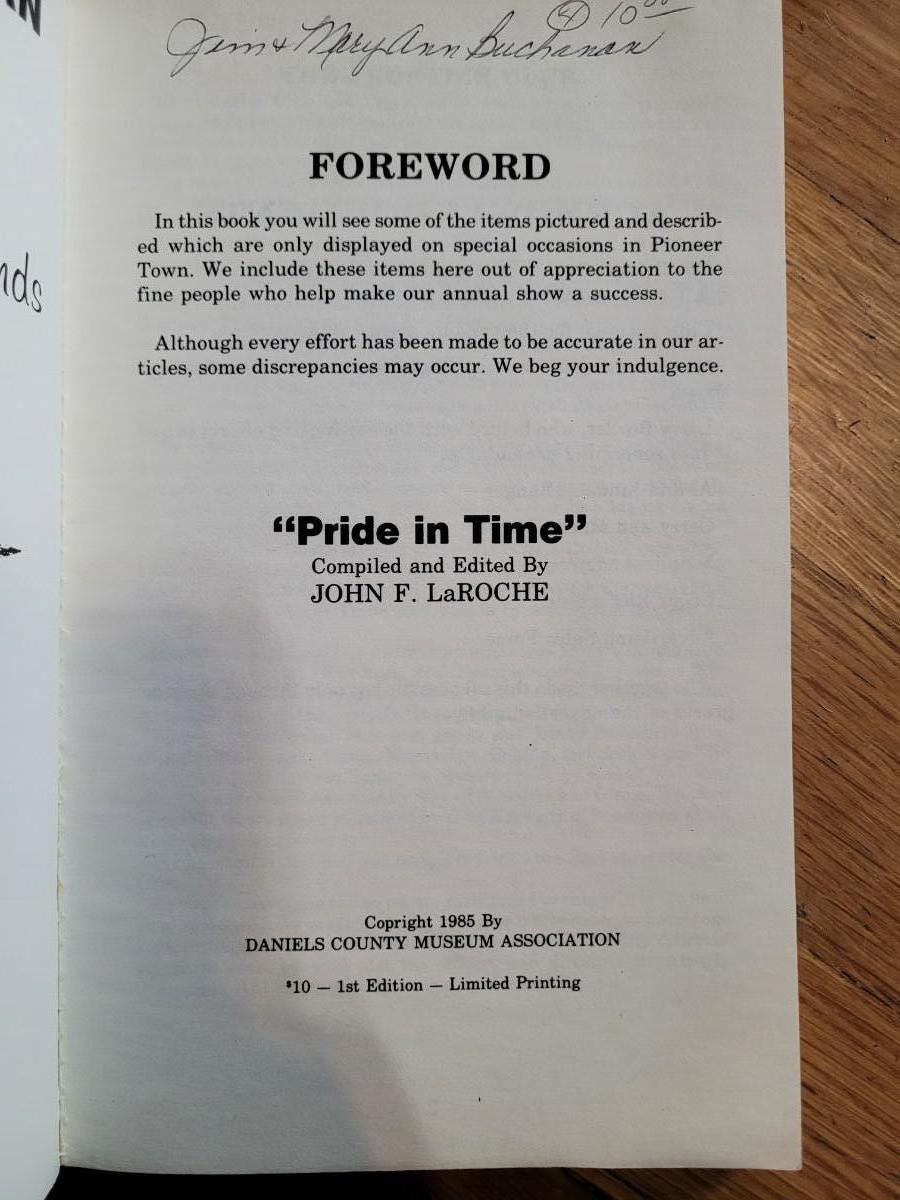 Jim & Mary Ann Buchanan
④ 10⁰⁰
nds
FOREWORD
In this book you will see some of the items pictured and describ-
ed which are only displayed on special occasions in Pioneer
Town. We include these items here out of appreciation to the
fine people who help make our annual show a success.
Although every effort has been made to be accurate in our ar-
ticles, some discrepancies may occur. We beg your indulgence.
“Pride in Time”
Compiled and Edited By
JOHN F. LaROCHE
Copright 1985 By
DANIELS COUNTY MUSEUM ASSOCIATION
$10 — 1st Edition — Limited Printing